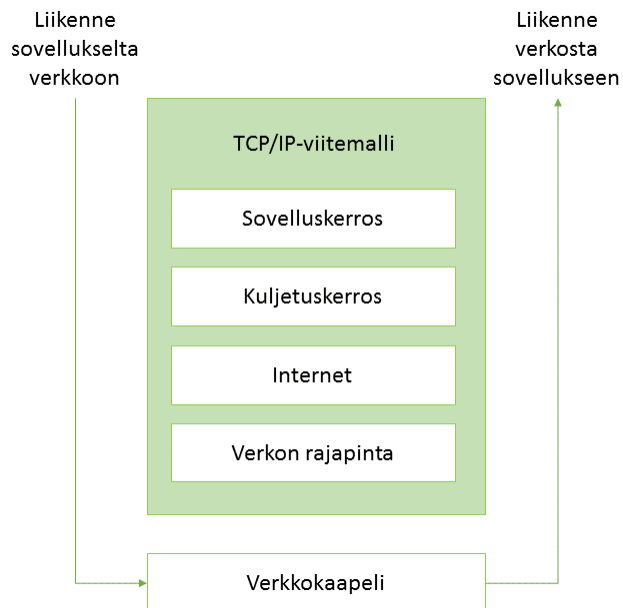 Liikenne
sovellukselta
verkkoon
Liikenne
verkosta
sovellukseen
TCP/IP-viitemalli
Sovelluskerros
Kuljetuskerros
Internet
Verkon rajapinta
Verkkokaapeli